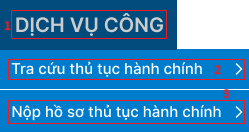 1 DỊCH VỤ CÔNG
Tra cứu thủ tục hành chính 2
3
Nộp hồ sơ thủ tục hành chính